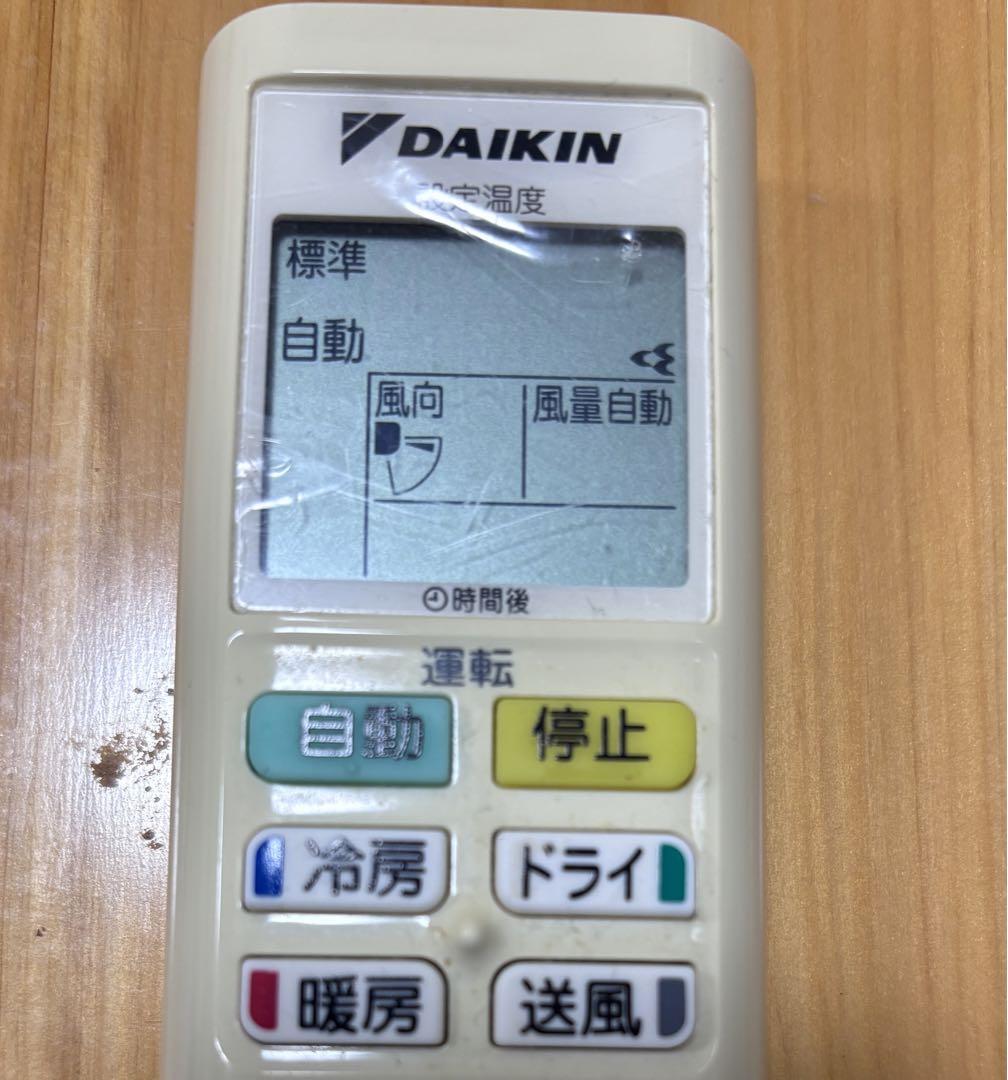 DAIKIN
設定温度
標準
自動
風向
風量自動
時間後
運転
自動
停止
冷房
ドライ
暖房
送風